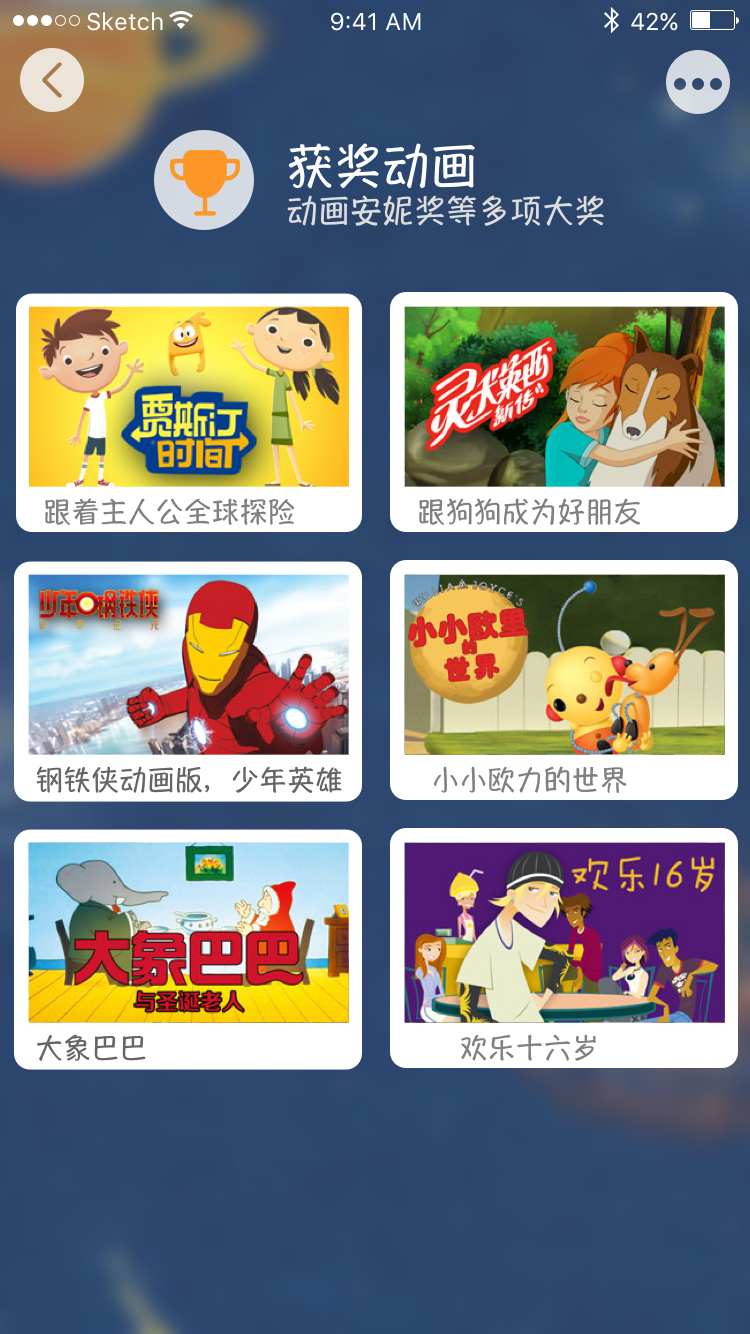 Sketch 9:41 AM 42%
获奖动画
动画安妮奖等多项大奖
贾斯汀
时间
跟着主人公全球探险
灵犬莱西
新传
跟狗狗成为好朋友
少年钢铁侠
钢铁侠动画版，少年英雄
WILLIAM JOYCE'S
小小欧里
的
世界
小小欧力的世界
大象巴巴
与圣诞老人
大象巴巴
欢乐16岁
欢乐十六岁